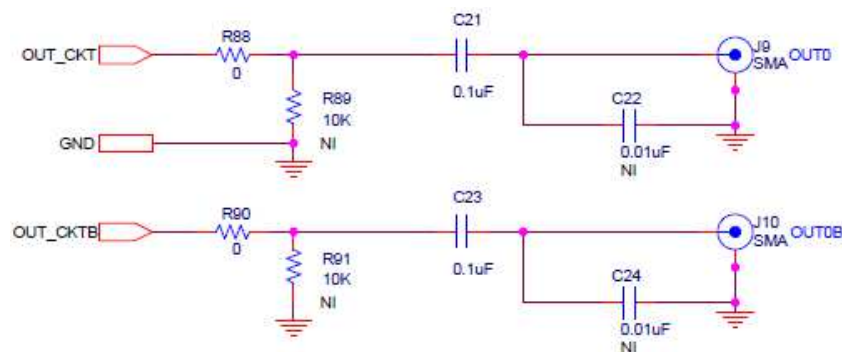 C21
R88
J9
OUT_CKT
SMA
OUT0
0
0.1uF
R89
C22
10K
GND
NI
0.01uF
NI
C23
R90
J10
OUT_CKTB
SMA
OUT0B
0
0.1uF
R91
C24
10K
NI
0.01uF
NI